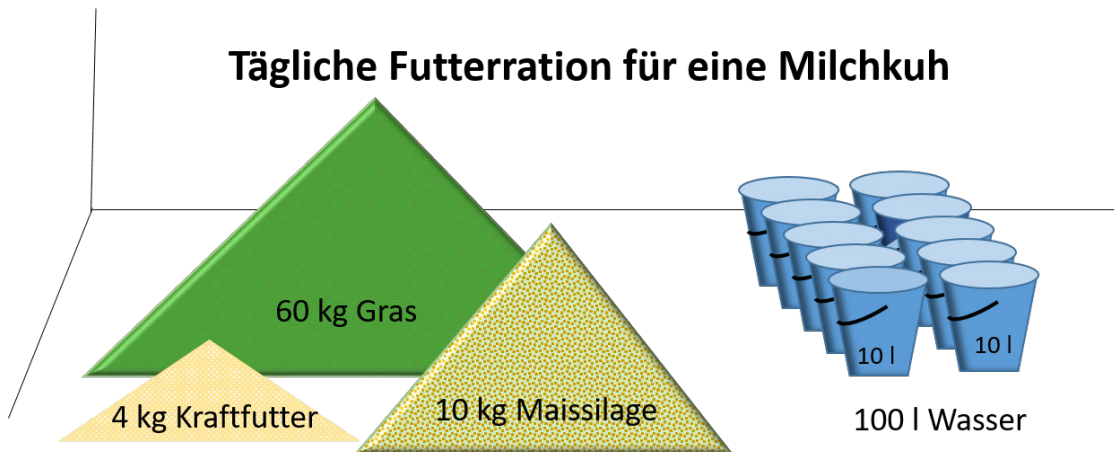 Tägliche Futterration für eine Milchkuh
60 kg Gras
4 kg Kraftfutter
10 kg Maissilage
10 l
10 l
100 l Wasser